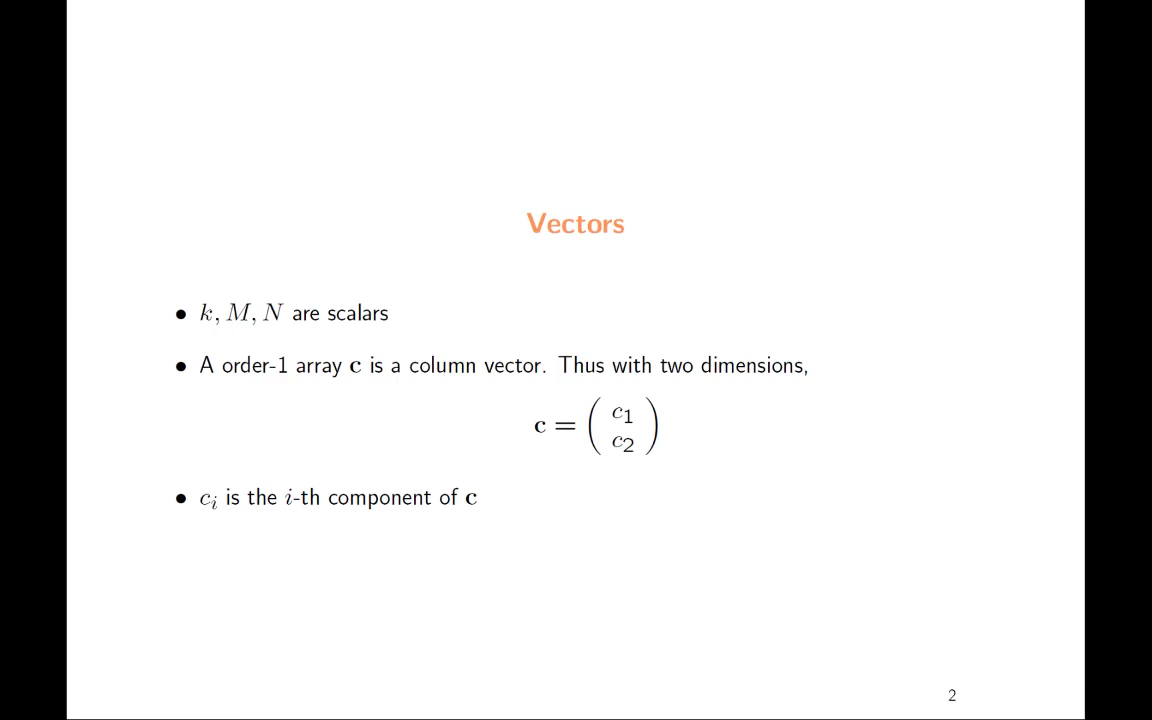 Vectors
• k, M, N are scalars
• A order-1 array c is a column vector. Thus with two dimensions,
c = ( c1
c2 )
• ci is the i-th component of c
2